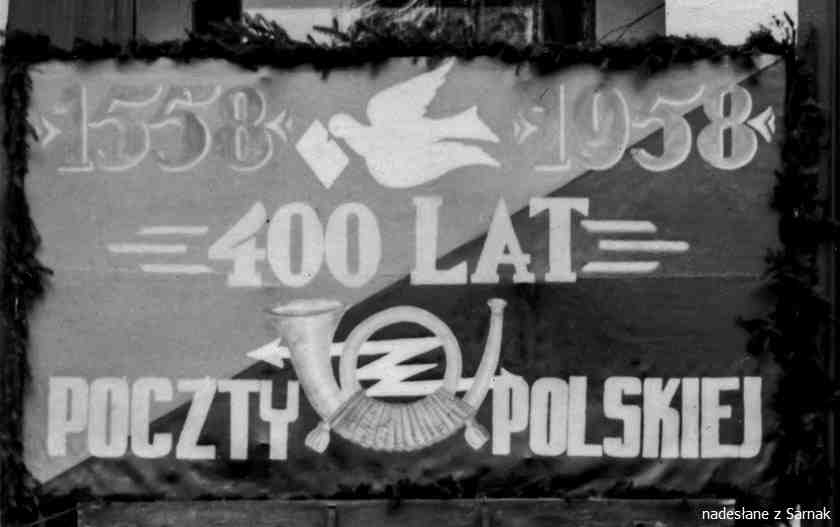 1558 1958
400 LAT
POCZTY POLSKIEJ
nadesłane z Sarnak